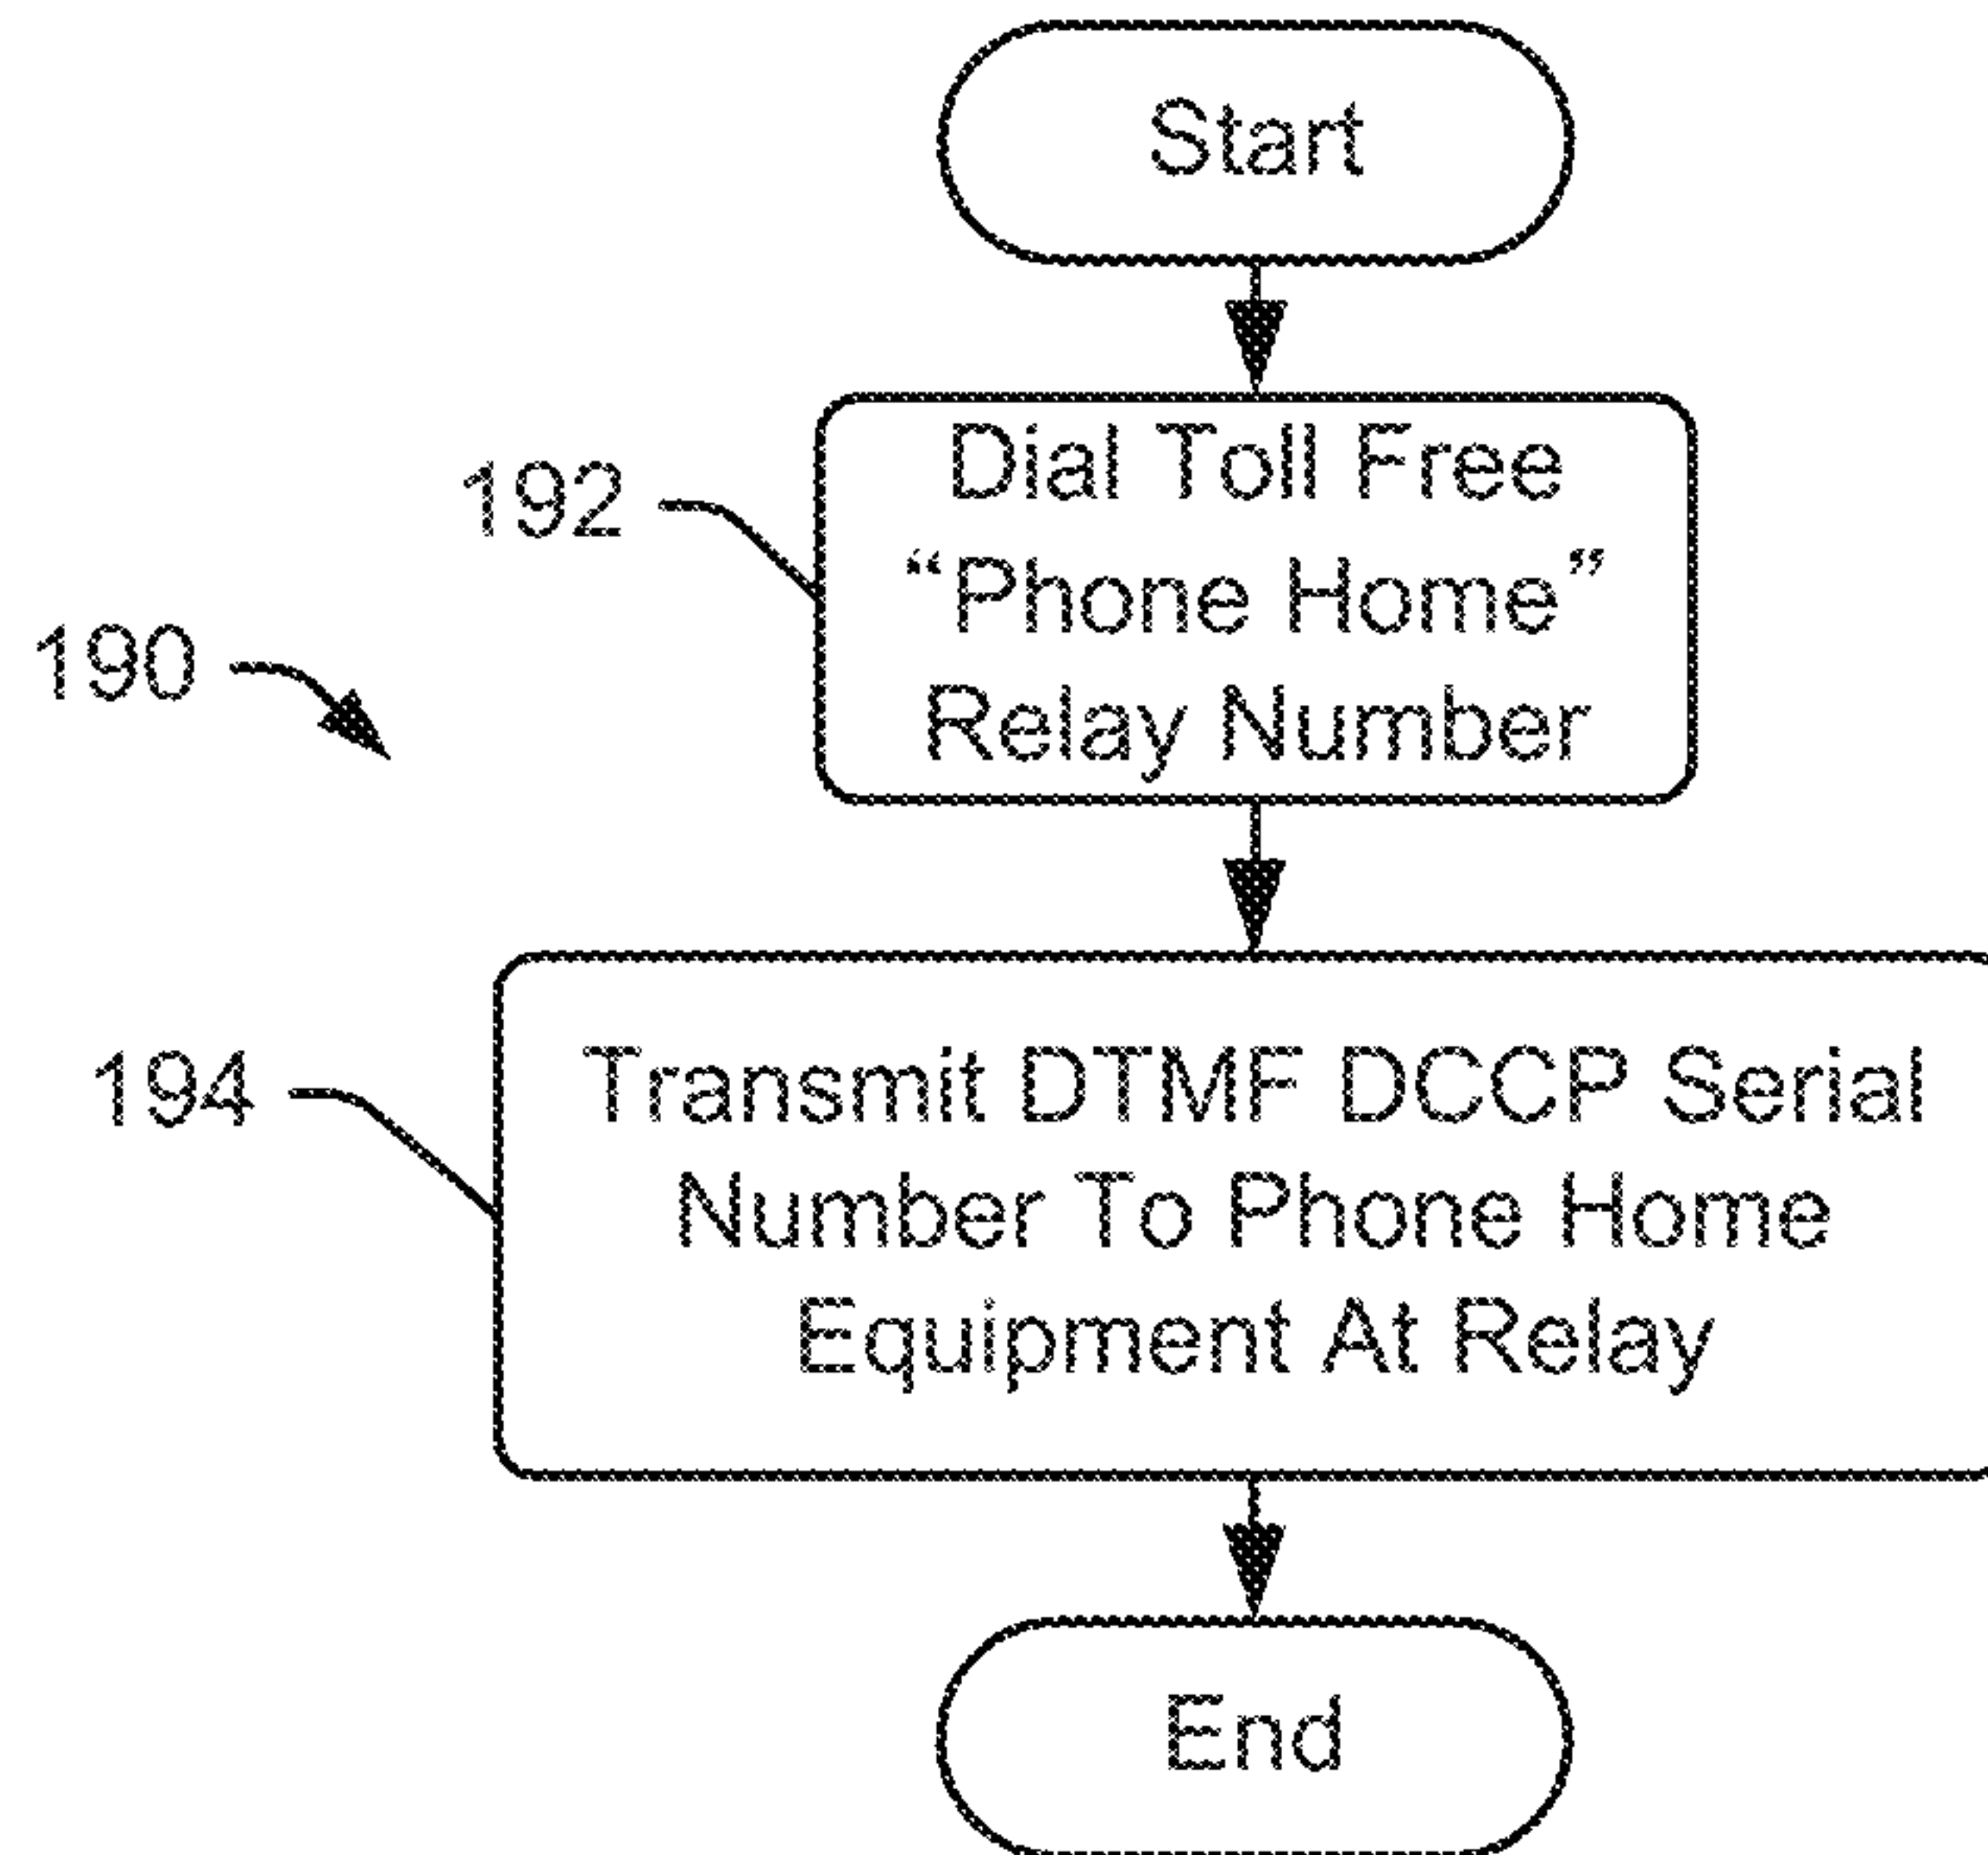 Start
192
Dial Toll Free
“Phone Home”
Relay Number
190
194
Transmit DTMF DCCP Serial
Number To Phone Home
Equipment At Relay
End